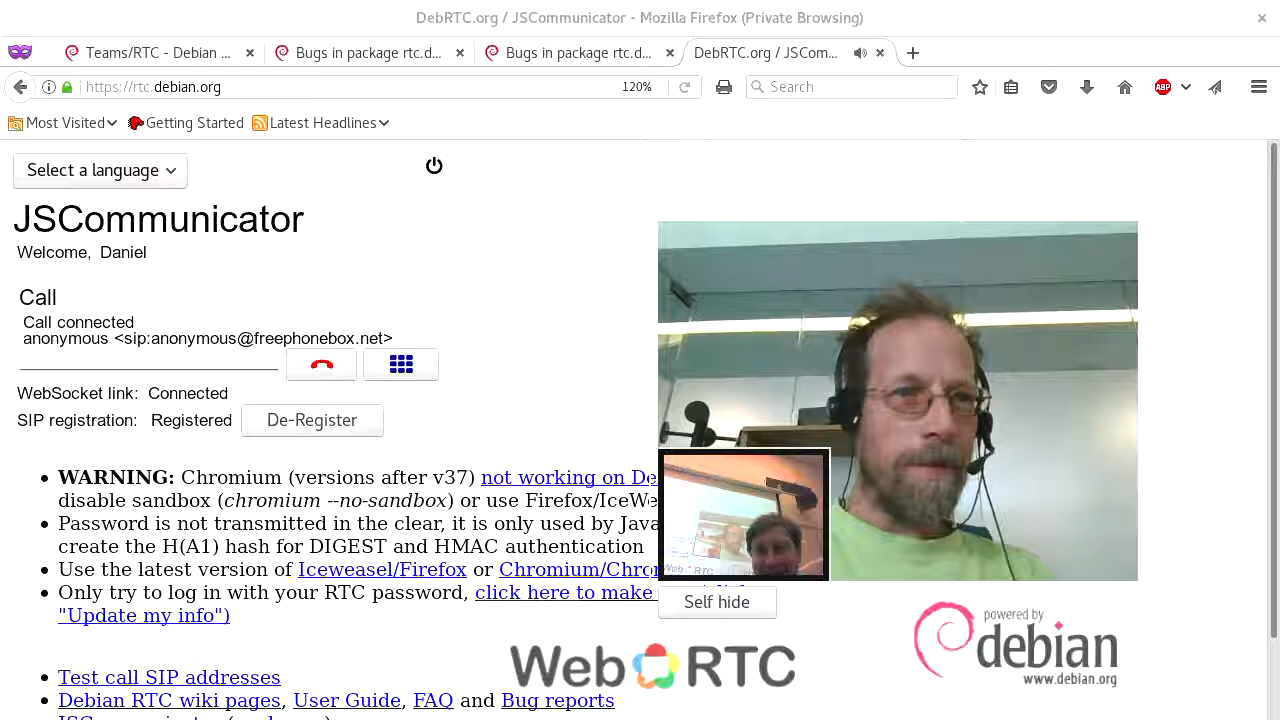 DebRTC.org / JSCommunicator - Mozilla Firefox (Private Browsing)
Teams/RTC - Debian ...
Bugs in package rtc.d...
Bugs in package rtc.d...
DebRTC.org / JSCom...
https://rtc.debian.org
120%
Search
ABP
Most Visited
Getting Started
Latest Headlines
Select a language
JSCommunicator
Welcome, Daniel
Call
Call connected
anonymous <sip:anonymous@freephonebox.net>
WebSocket link: Connected
SIP registration: Registered
De-Register
WARNING: Chromium (versions after v37) not working on De
disable sandbox (chromium --no-sandbox) or use Firefox/IceWe
Password is not transmitted in the clear, it is only used by Java
create the H(A1) hash for DIGEST and HMAC authentication
Use the latest version of Iceweasel/Firefox or Chromium/Chro
Only try to log in with your RTC password, click here to make
"Update my info")
Self hide
Web RTC
powered by
debian
www.debian.org
Test call SIP addresses
Debian RTC wiki pages, User Guide, FAQ and Bug reports